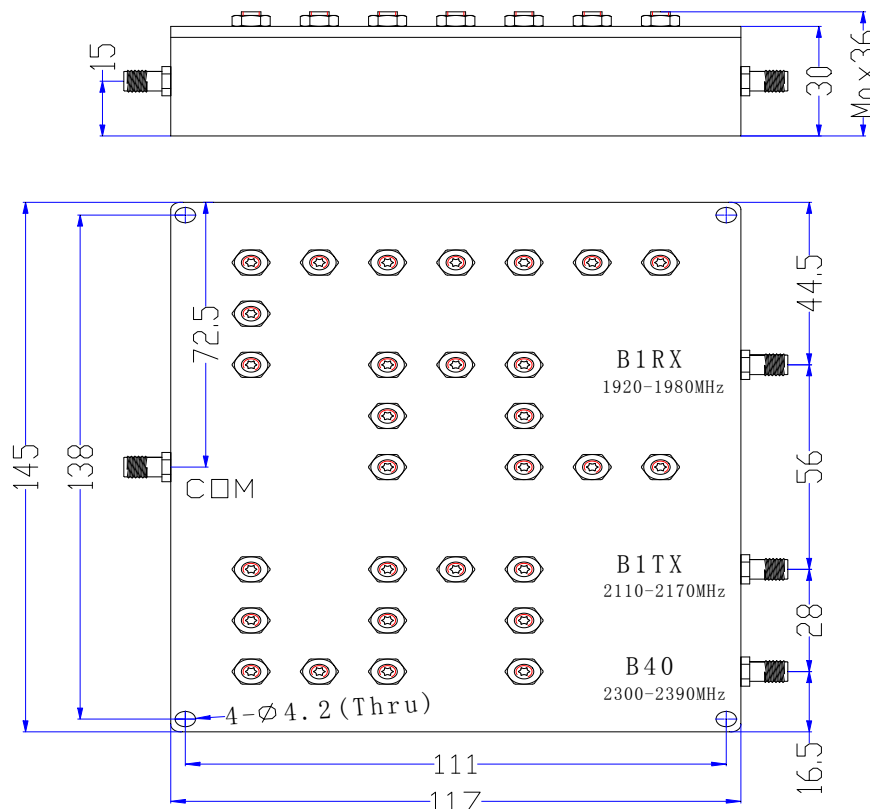 15
30
Max36
44.5
72.5
B1RX
1920-1980MHz
145
138
56
COM
B1TX
2110-2170MHz
28
B40
2300-2390MHz
4-Ø4.2(Thru)
16.5
111
117